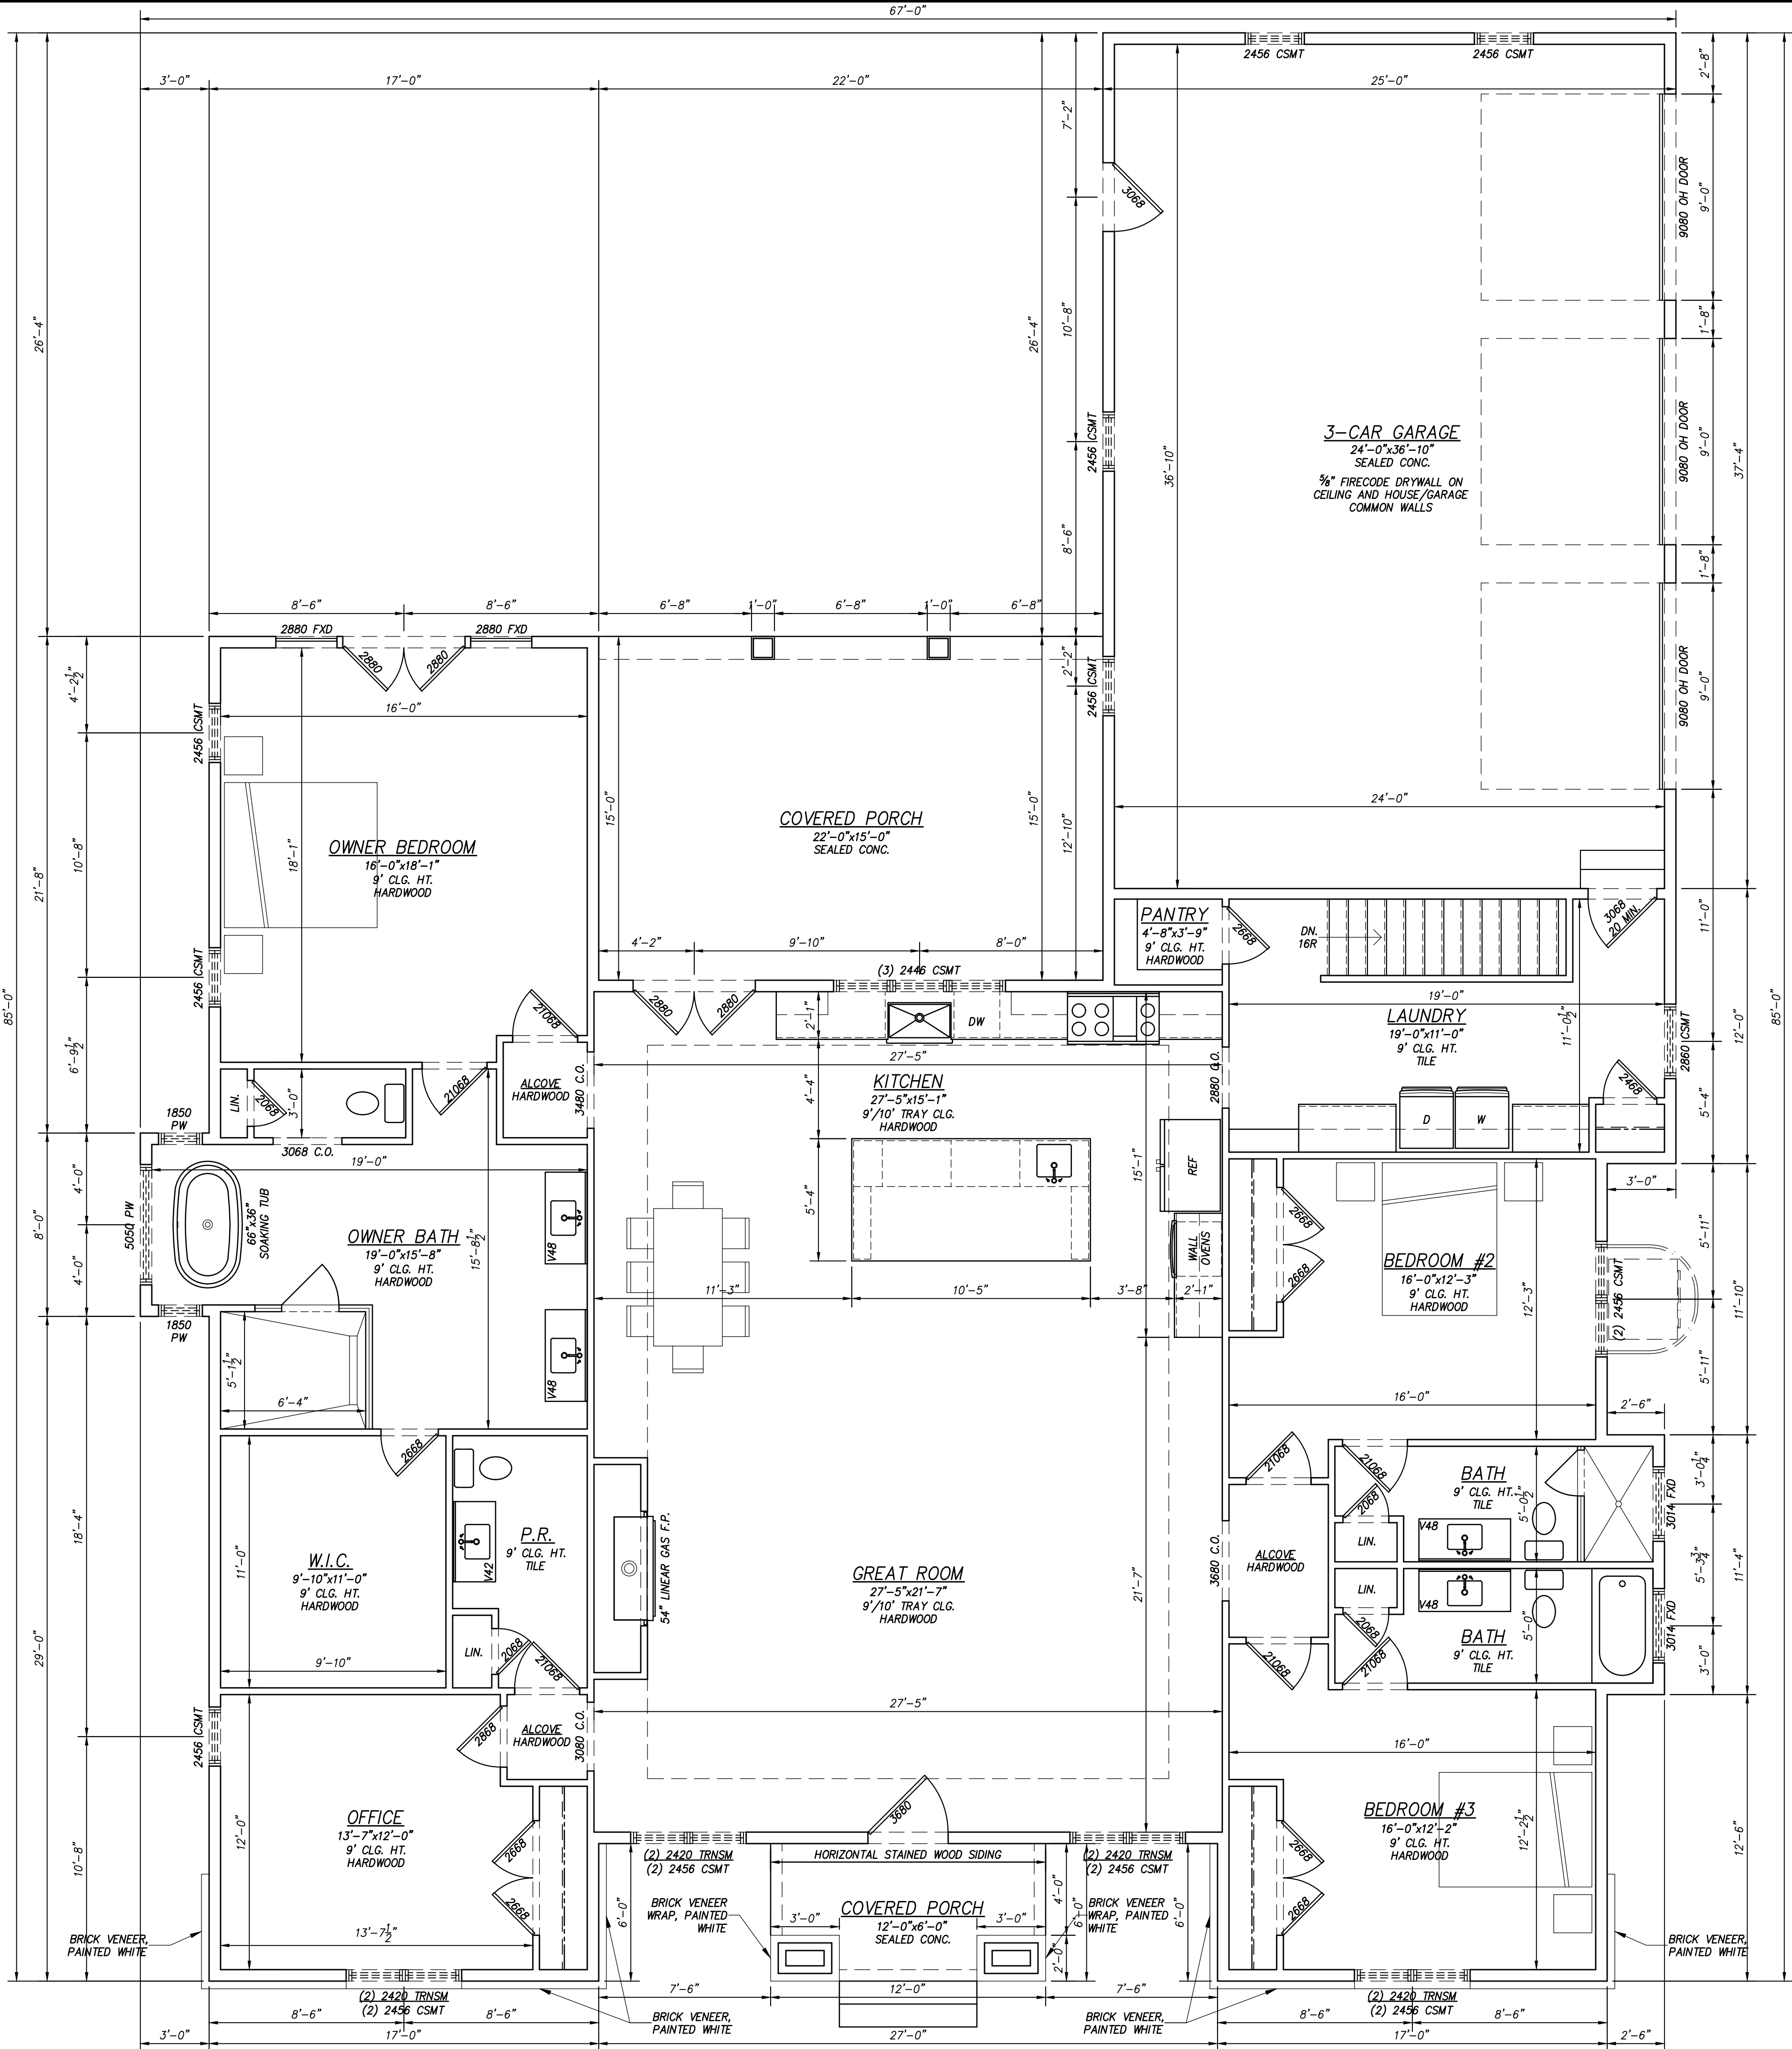 67'-0"
3'-0"
17'-0"
22'-0"
25'-0"
2456 CSMT
2456 CSMT
2'-8"
7'-2"
3068
9080 OH DOOR
9'-0"
85'-0"
26'-4"
26'-4"
10'-8"
1'-8"
2456 CSMT
36'-10"
3-CAR GARAGE
24'-0"x36'-10"
SEALED CONC.
5/8" FIRECODE DRYWALL ON
CEILING AND HOUSE/GARAGE
COMMON WALLS
9080 OH DOOR
9'-0"
37'-4"
8'-6"
1'-8"
8'-6"
8'-6"
6'-8"
1'-0"
6'-8"
1'-0"
6'-8"
2880 FXD
2880 FXD
2880
2880
4'-2½"
2'-2"
2456 CSMT
9080 OH DOOR
9'-0"
2456 CSMT
16'-0"
24'-0"
15'-0"
15'-0"
COVERED PORCH
22'-0"x15'-0"
SEALED CONC.
12'-10"
OWNER BEDROOM
16'-0"x18'-1"
9' CLG. HT.
HARDWOOD
18'-1"
10'-8"
21'-8"
2456 CSMT
4'-2"
9'-10"
8'-0"
(3) 2446 CSMT
PANTRY
4'-8"x3'-9"
9' CLG. HT.
HARDWOOD
2668
DN.
16R
3068
20 MIN.
11'-0"
12'-0"
85'-0"
85'-0"
19'-0"
LAUNDRY
19'-0"x11'-0"
9' CLG. HT.
TILE
11'-0½"
2860 CSMT
2468
5'-4"
D
W
6'-9½"
21068
2880
2880
2'-1"
DW
27'-5"
KITCHEN
27'-5"x15'-1"
9'/10' TRAY CLG.
HARDWOOD
4'-4"
2880 C.O.
ALCOVE
HARDWOOD
3480 C.O.
21068
LIN.
2068
3'-0"
3068 C.O.
1850
PW
19'-0"
4'-0"
8'-0"
5050 PW
66"x36"
SOAKING TUB
OWNER BATH
19'-0"x15'-8"
9' CLG. HT.
HARDWOOD
15'-8½"
V48
4'-0"
1850
PW
V48
5'-1½"
6'-4"
5'-4"
15'-1"
REF
WALL
OVENS
11'-3"
10'-5"
3'-8"
2'-1"
3'-0"
2668
2668
BEDROOM #2
16'-0"x12'-3"
9' CLG. HT.
HARDWOOD
12'-3"
(2) 2456 CSMT
5'-11"
5'-11"
11'-10"
16'-0"
2'-6"
2668
W.I.C.
9'-10"x11'-0"
9' CLG. HT.
HARDWOOD
11'-0"
9'-10"
18'-4"
29'-0"
P.R.
9' CLG. HT.
TILE
V42
LIN.
2068
21068
54" LINEAR GAS F.P.
GREAT ROOM
27'-5"x21'-7"
9'/10' TRAY CLG.
HARDWOOD
21'-7"
3680 C.O.
ALCOVE
HARDWOOD
21068
21068
2068
BATH
9' CLG. HT.
TILE
5'-0½"
V48
LIN.
3014 FXD
3'-0¼"
5'-3¾"
11'-4"
LIN.
V48
2068
21068
21068
BATH
9' CLG. HT.
TILE
5'-0"
3014 FXD
3'-0"
27'-5"
2456 CSMT
2868
ALCOVE
HARDWOOD
3080 C.O.
16'-0"
OFFICE
13'-7"x12'-0"
9' CLG. HT.
HARDWOOD
12'-0"
10'-8"
2668
2668
13'-7½"
3680
(2) 2420 TRNSM
(2) 2456 CSMT
HORIZONTAL STAINED WOOD SIDING
(2) 2420 TRNSM
(2) 2456 CSMT
BEDROOM #3
16'-0"x12'-2"
9' CLG. HT.
HARDWOOD
12'-2½"
12'-6"
2668
2668
BRICK VENEER
WRAP, PAINTED
WHITE
COVERED PORCH
12'-0"x6'-0"
SEALED CONC.
3'-0"
3'-0"
4'-0"
2'-0"
6'-0"
6'-0"
6'-0"
BRICK VENEER
WRAP, PAINTED
WHITE
BRICK VENEER,
PAINTED WHITE
BRICK VENEER,
PAINTED WHITE
(2) 2420 TRNSM
(2) 2456 CSMT
7'-6"
12'-0"
7'-6"
(2) 2420 TRNSM
(2) 2456 CSMT
8'-6"
8'-6"
BRICK VENEER,
PAINTED WHITE
BRICK VENEER,
PAINTED WHITE
8'-6"
8'-6"
3'-0"
17'-0"
27'-0"
17'-0"
2'-6"